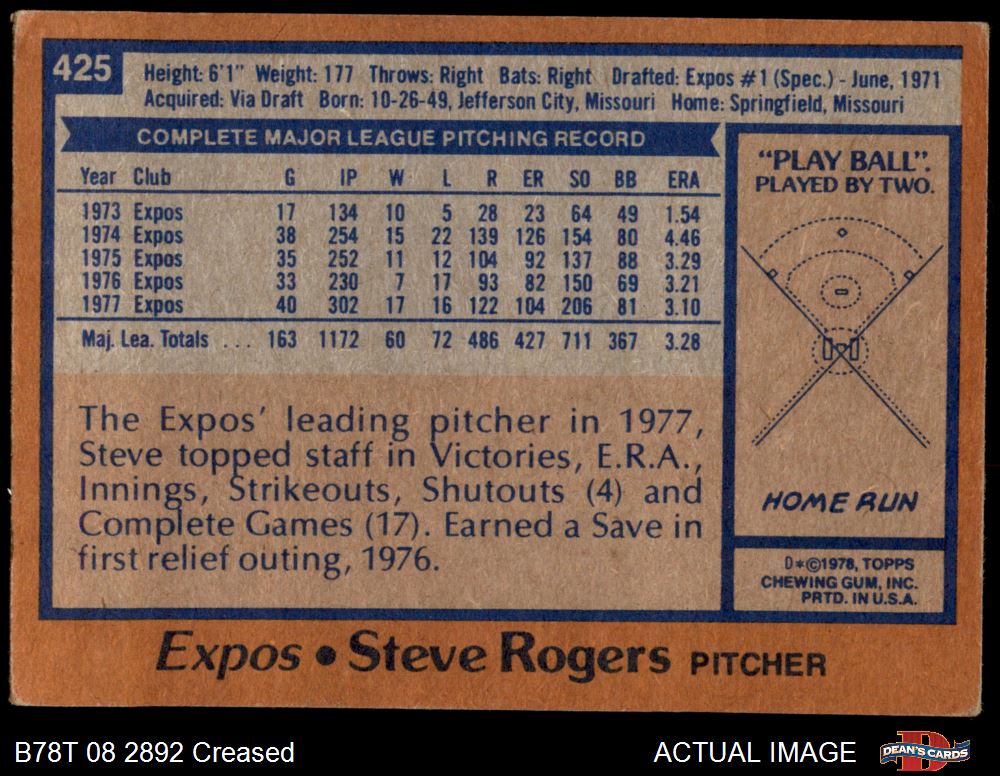 425
Height: 6'1" Weight: 177 Throws: Right Bats: Right Drafted: Expos #1 (Spec.) - June, 1971
Acquired: Via Draft Born: 10-26-49, Jefferson City, Missouri Home: Springfield, Missouri
COMPLETE MAJOR LEAGUE PITCHING RECORD
Year Club G IP W L R ER SO BB ERA
1973 Expos 17 134 10 5 28 23 64 49 1.54
1974 Expos 38 254 15 22 139 126 154 80 4.46
1975 Expos 35 252 11 12 104 92 137 88 3.29
1976 Expos 33 230 7 17 93 82 150 69 3.21
1977 Expos 40 302 17 16 122 104 206 81 3.10
Maj. Lea. Totals ... 163 1172 60 72 486 427 711 367 3.28
The Expos' leading pitcher in 1977,
Steve topped staff in Victories, E.R.A.,
Innings, Strikeouts, Shutouts (4) and
Complete Games (17). Earned a Save in
first relief outing, 1976.
"PLAY BALL".
PLAYED BY TWO.
HOME RUN
D*©1978, TOPPS
CHEWING GUM, INC.
PRTD. IN U.S.A.
Expos • Steve Rogers PITCHER
B78T 08 2892 Creased
ACTUAL IMAGE
DEAN'S CARDS